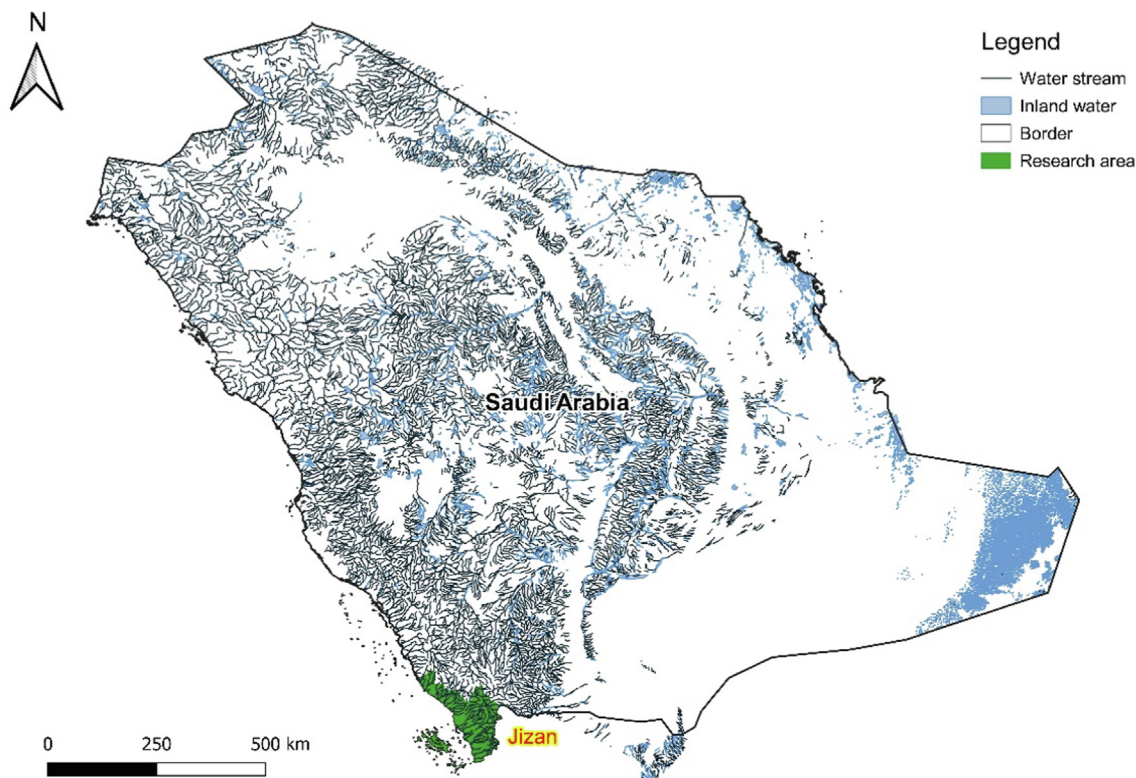 N
Legend
Water stream
Inland water
Border
Research area
Saudi Arabia
Jizan
0 250 500 km